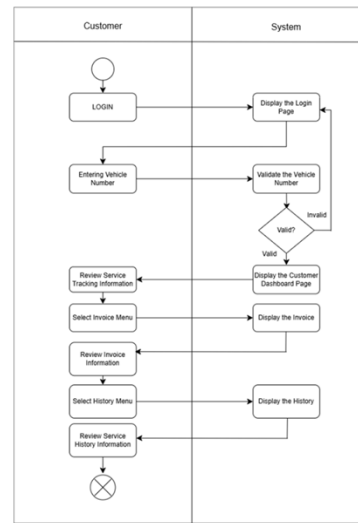 Customer
System
LOGIN
Display the Login
Page
Entering Vehicle
Number
Validate the Vehicle
Number
Valid?
Invalid
Valid
Review Service
Tracking Information
Display the Customer
Dashboard Page
Select Invoice Menu
Display the Invoice
Review Invoice
Information
Select History Menu
Display the History
Review Service
History Information